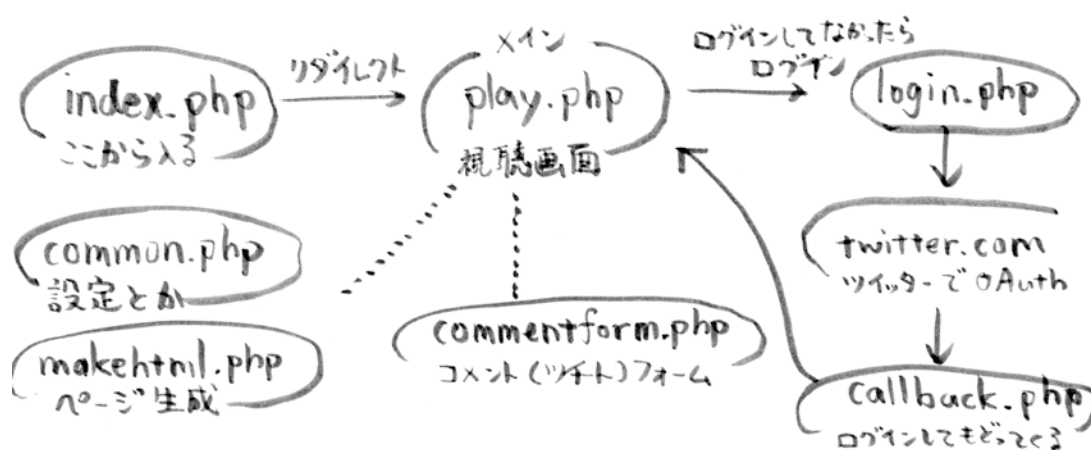 index.php
ここから入る
リダイレクト
メイン
play.php
視聴画面
ログインしてなかったら
ログイン
login.php
twitter.com
ツイッターでOAuth
callback.php
ログインしてもどってくる
common.php
設定とか
makehtml.php
ページ生成
commentform.php
コメント(ツイート)フォーム